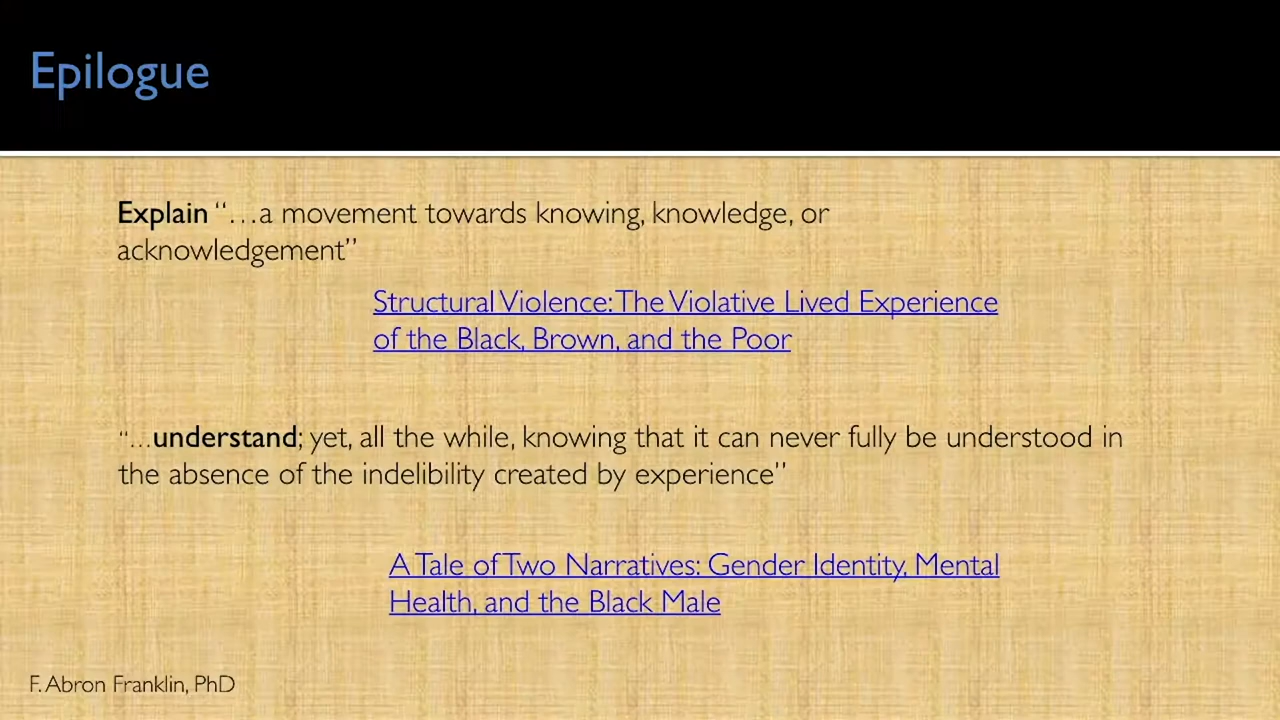 Epilogue
Explain “…a movement towards knowing, knowledge, or
acknowledgement”
Structural Violence: The Violative Lived Experience
of the Black, Brown, and the Poor
“…understand; yet, all the while, knowing that it can never fully be understood in
the absence of the indelibility created by experience”
A Tale of Two Narratives: Gender Identity, Mental
Health, and the Black Male
F. Abron Franklin, PhD